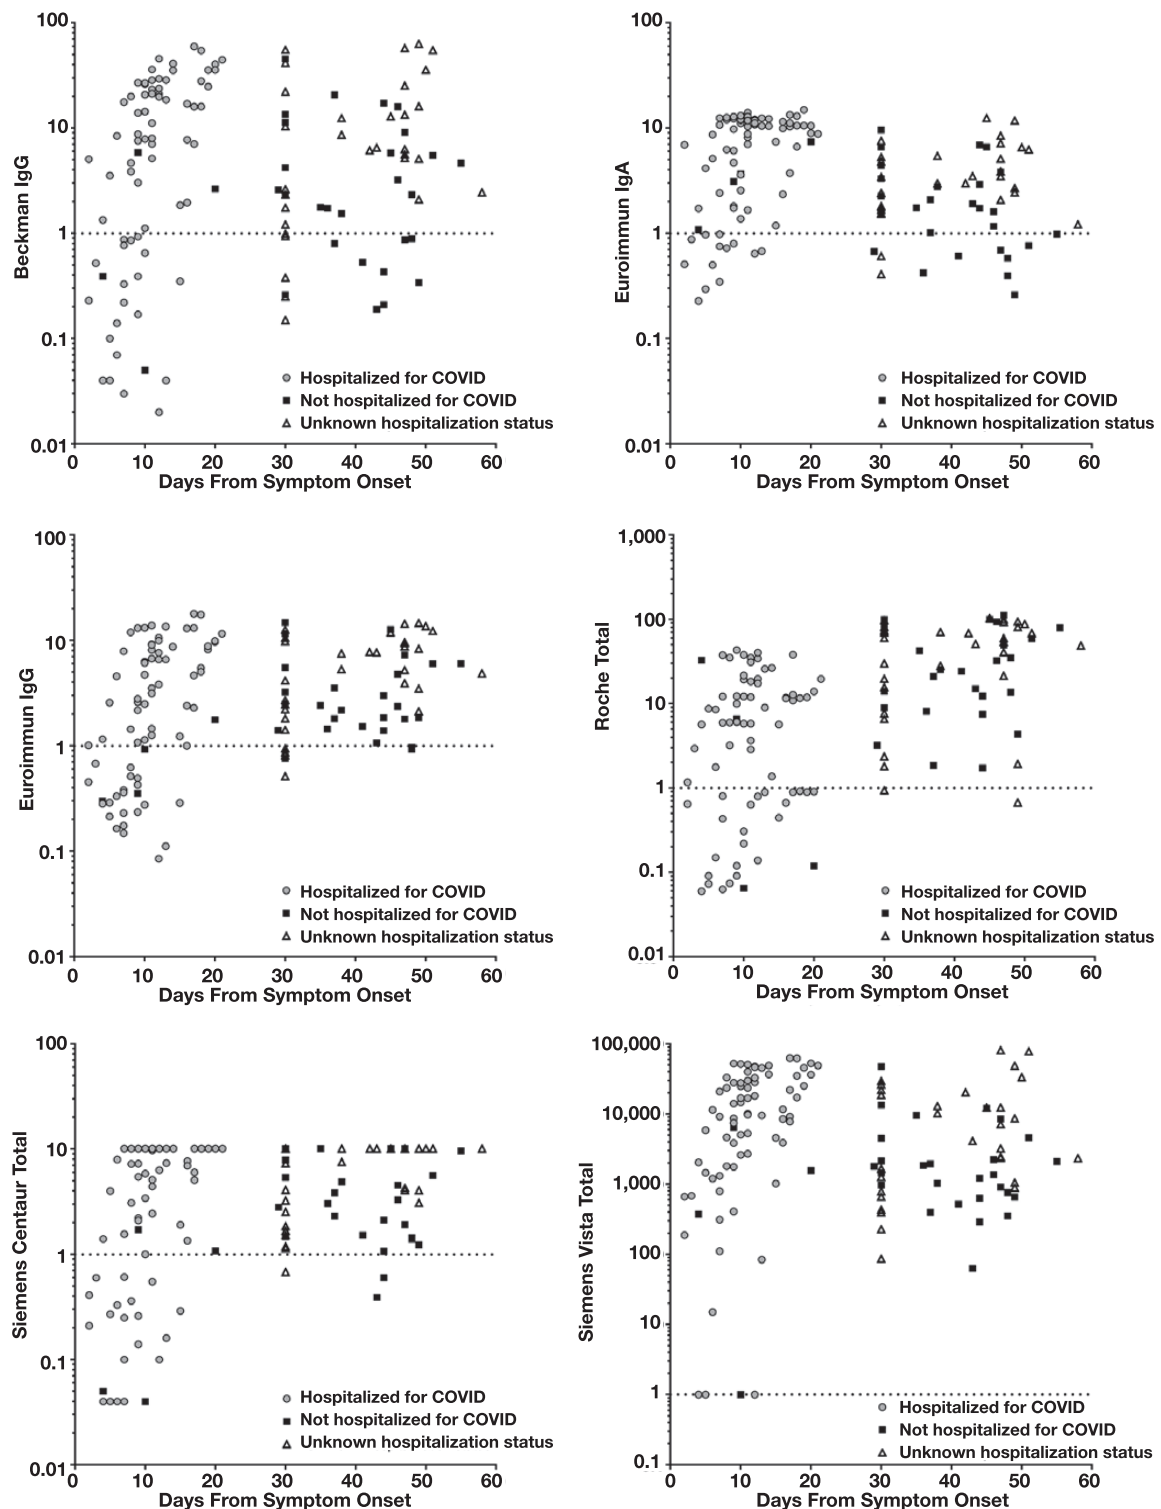 100
10
1
0.1
0.01
Beckman IgG
0 10 20 30 40 50 60
Days From Symptom Onset
Hospitalized for COVID
Not hospitalized for COVID
Unknown hospitalization status
100
10
1
0.1
0.01
Euroimmun IgA
0 10 20 30 40 50 60
Days From Symptom Onset
Hospitalized for COVID
Not hospitalized for COVID
Unknown hospitalization status
100
10
1
0.1
0.01
Euroimmun IgG
0 10 20 30 40 50 60
Days From Symptom Onset
Hospitalized for COVID
Not hospitalized for COVID
Unknown hospitalization status
1,000
100
10
1
0.1
0.01
Roche Total
0 10 20 30 40 50 60
Days From Symptom Onset
Hospitalized for COVID
Not hospitalized for COVID
Unknown hospitalization status
100
10
1
0.1
0.01
Siemens Centaur Total
0 10 20 30 40 50 60
Days From Symptom Onset
Hospitalized for COVID
Not hospitalized for COVID
Unknown hospitalization status
100,000
10,000
1,000
100
10
1
0.1
Siemens Vista Total
0 10 20 30 40 50 60
Days From Symptom Onset
Hospitalized for COVID
Not hospitalized for COVID
Unknown hospitalization status